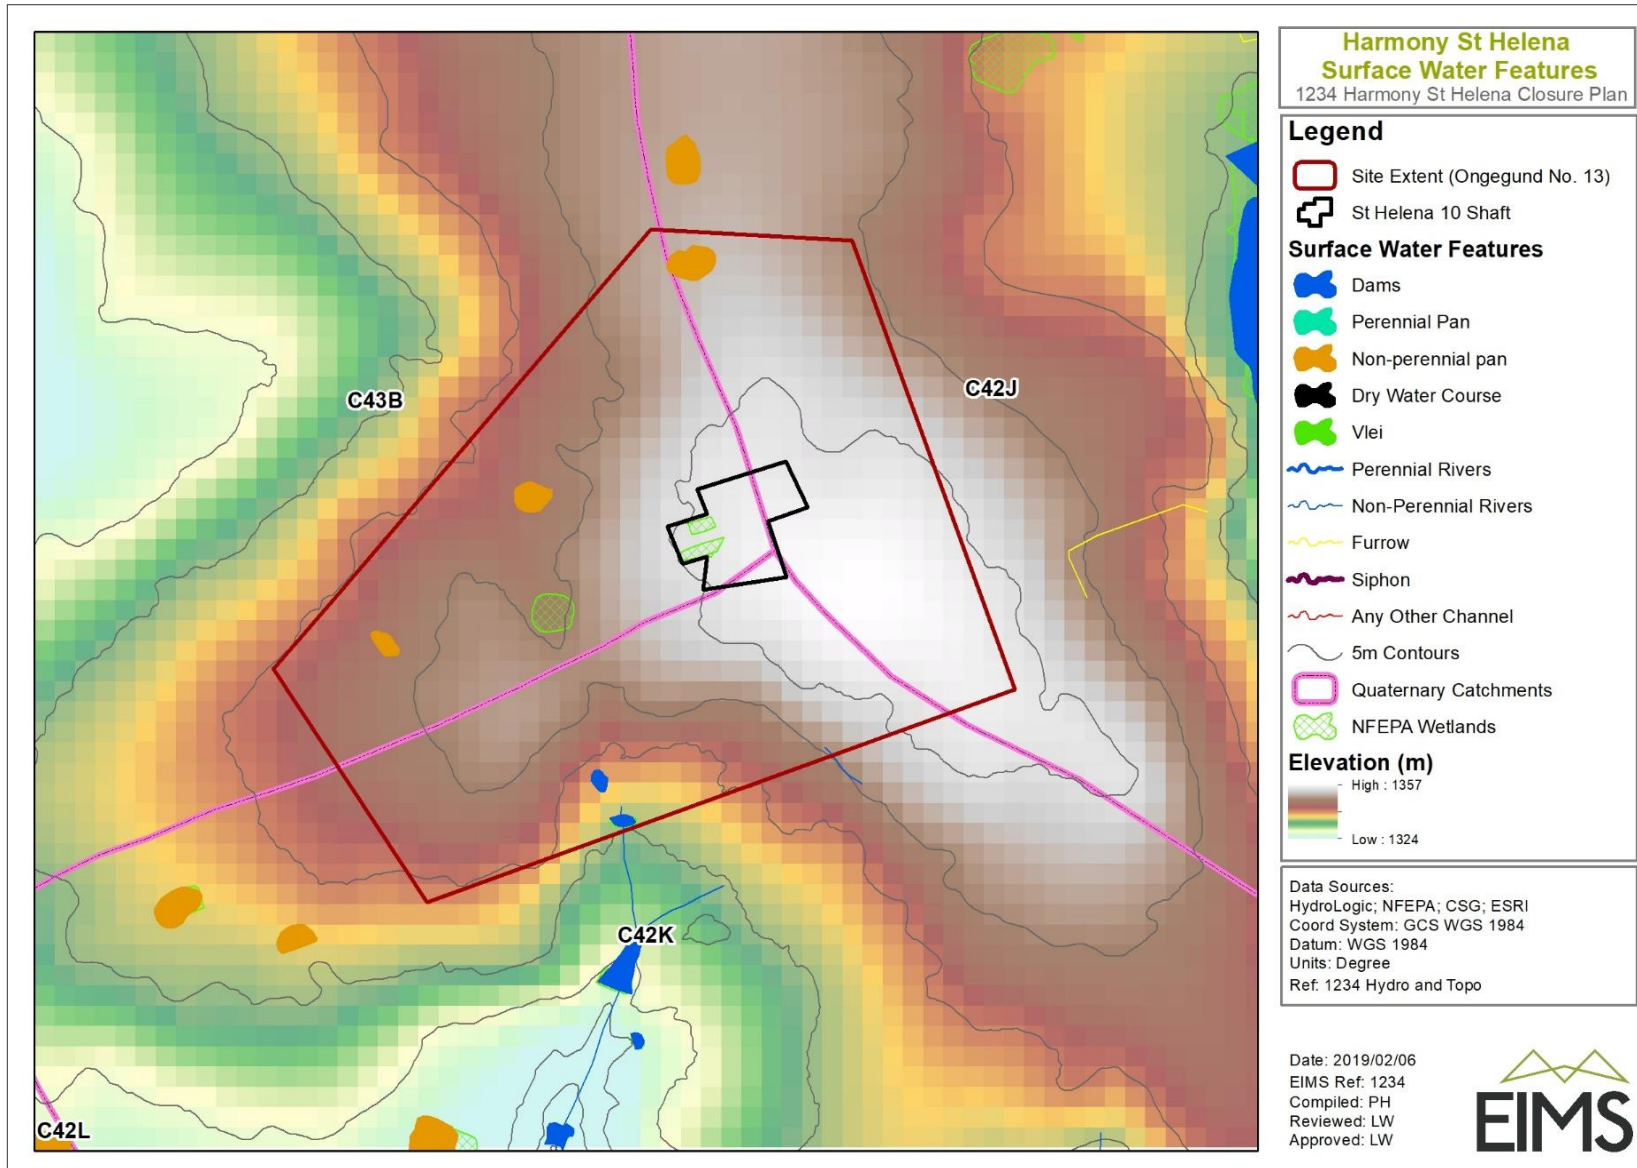 Harmony St Helena
Surface Water Features
1234 Harmony St Helena Closure Plan
Legend
Site Extent (Ongegund No. 13)
St Helena 10 Shaft
Surface Water Features
Dams
Perennial Pan
Non-perennial pan
Dry Water Course
Vlei
Perennial Rivers
Non-Perennial Rivers
Furrow
Siphon
Any Other Channel
5m Contours
Quaternary Catchments
NFEPA Wetlands
Elevation (m)
High : 1357
Low : 1324
Data Sources:
HydroLogic; NFEPA; CSG; ESRI
Coord System: GCS WGS 1984
Datum: WGS 1984
Units: Degree
Ref: 1234 Hydro and Topo
Date: 2019/02/06
EIMS Ref: 1234
Compiled: PH
Reviewed: LW
Approved: LW
EIMS
C43B
C42J
C42K
C42L